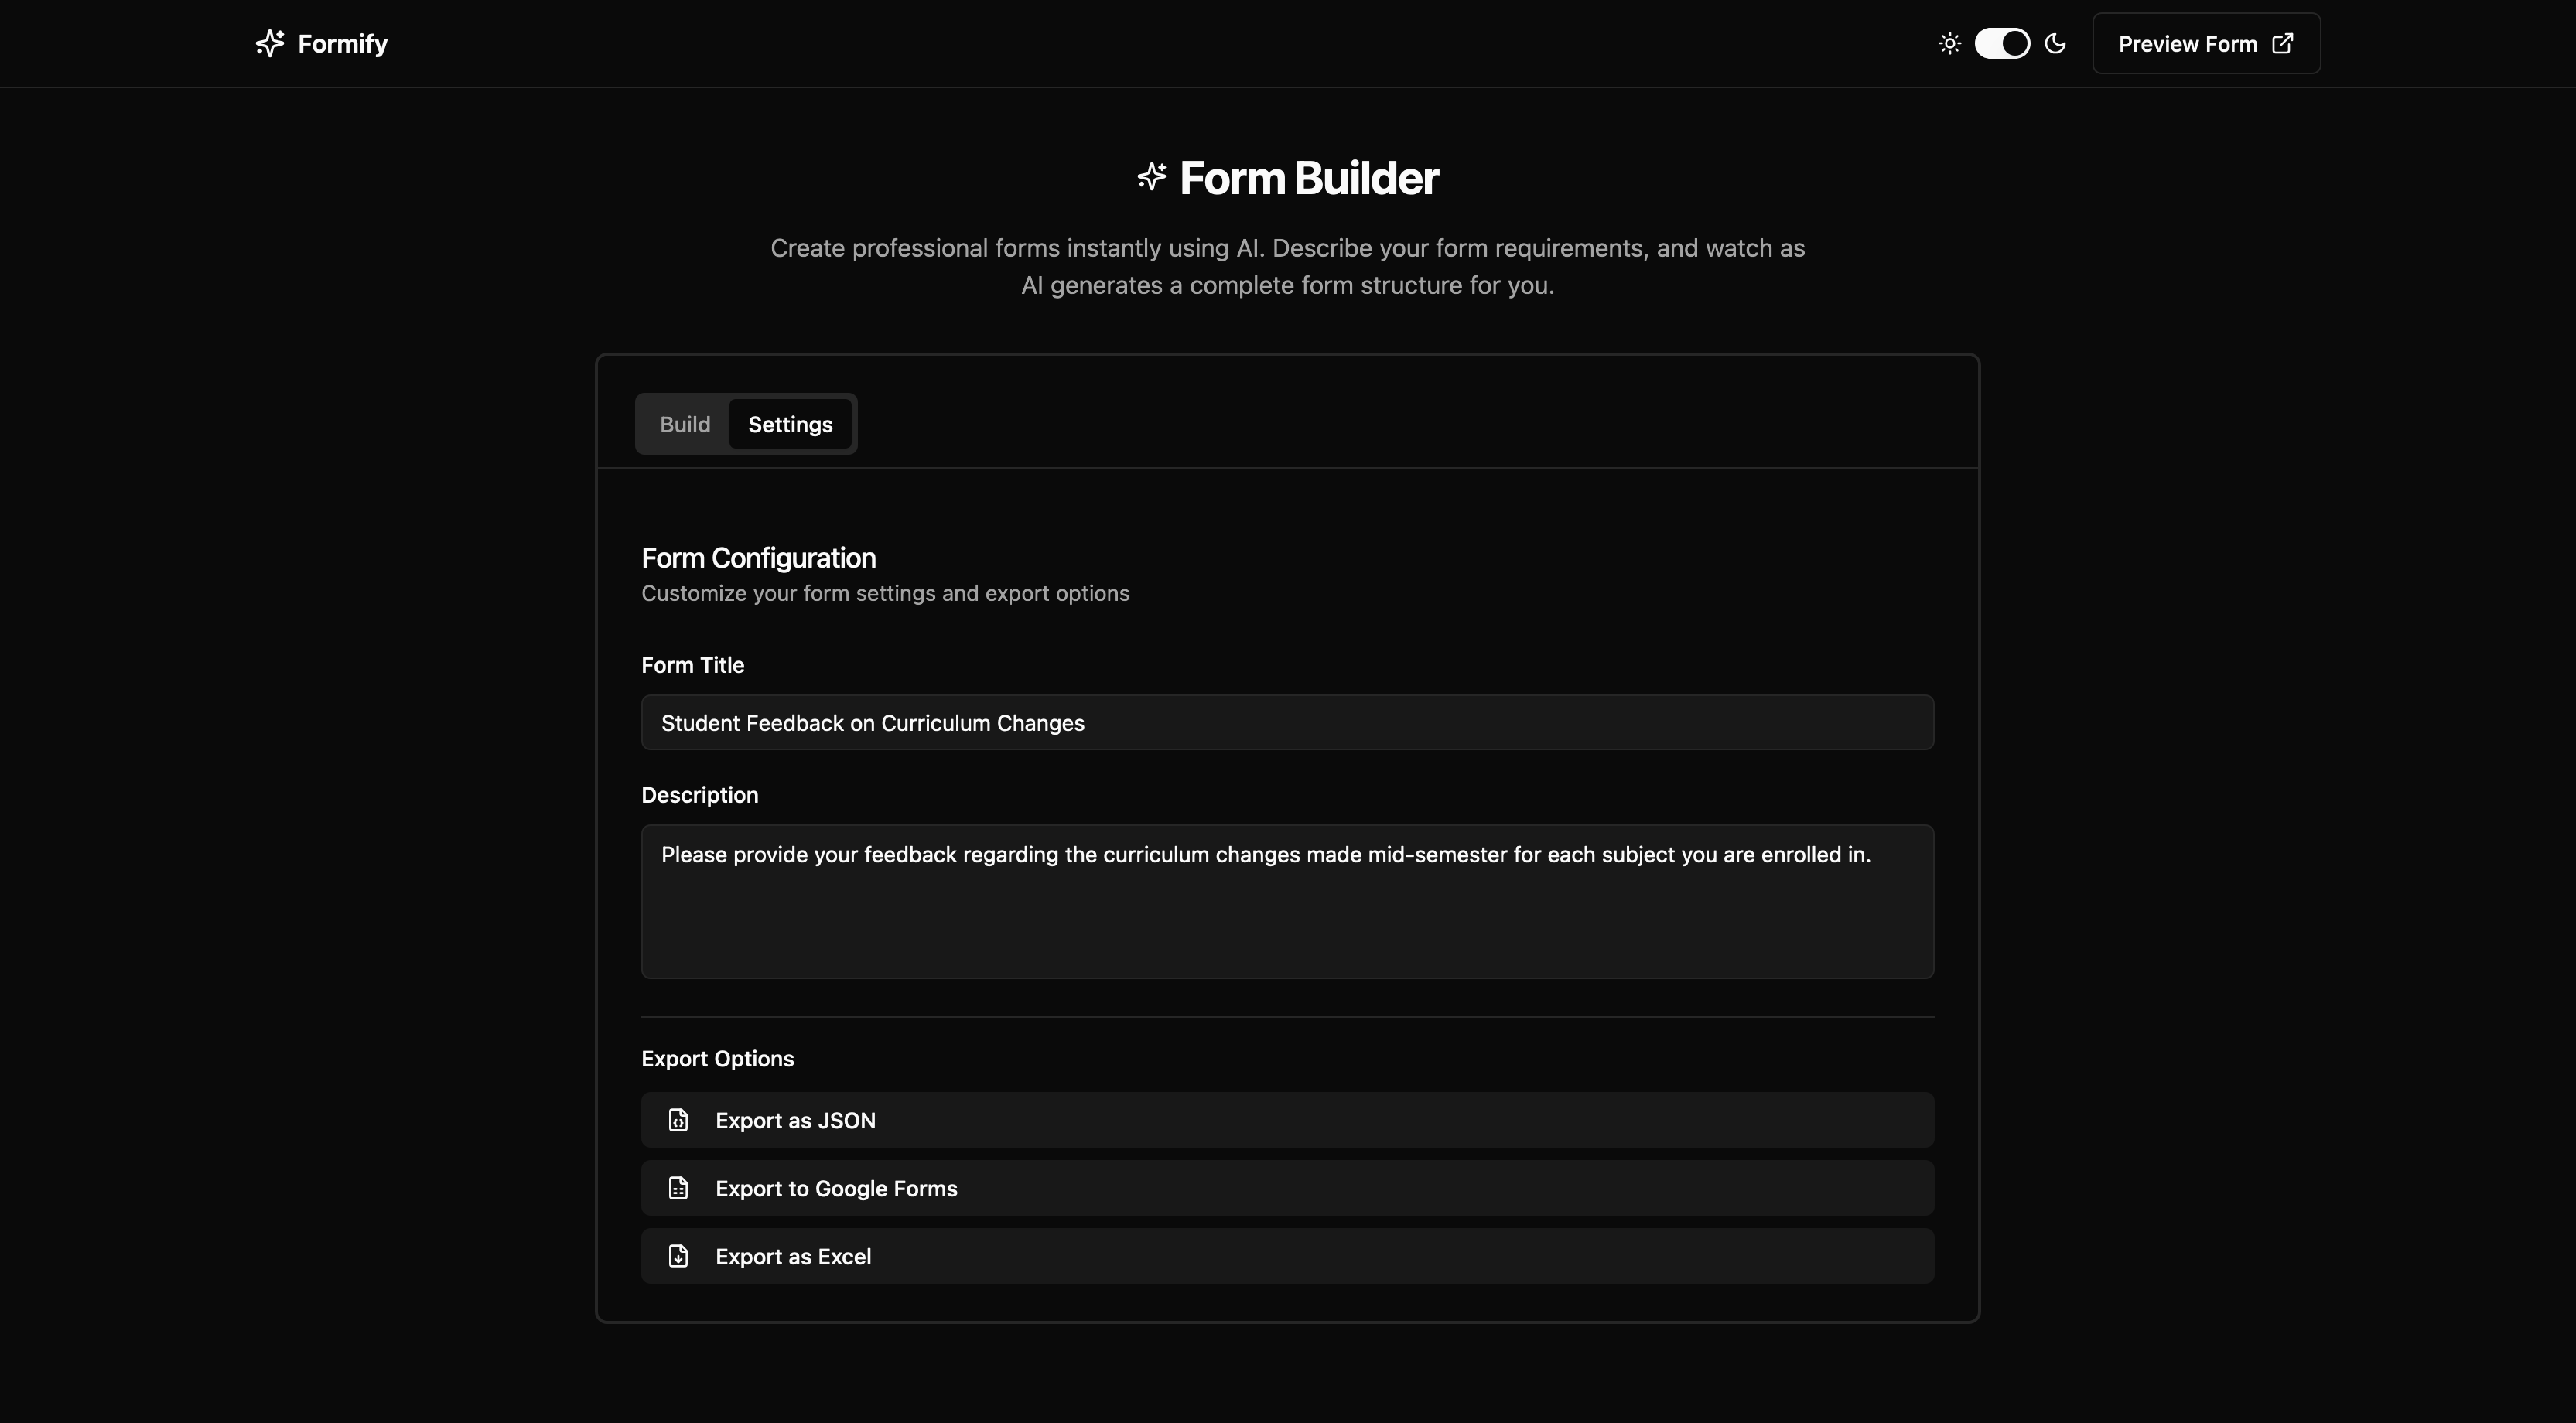 Formify
Preview Form
Form Builder
Create professional forms instantly using AI. Describe your form requirements, and watch as
AI generates a complete form structure for you.
Build
Settings
Form Configuration
Customize your form settings and export options
Form Title
Student Feedback on Curriculum Changes
Description
Please provide your feedback regarding the curriculum changes made mid-semester for each subject you are enrolled in.
Export Options
Export as JSON
Export to Google Forms
Export as Excel